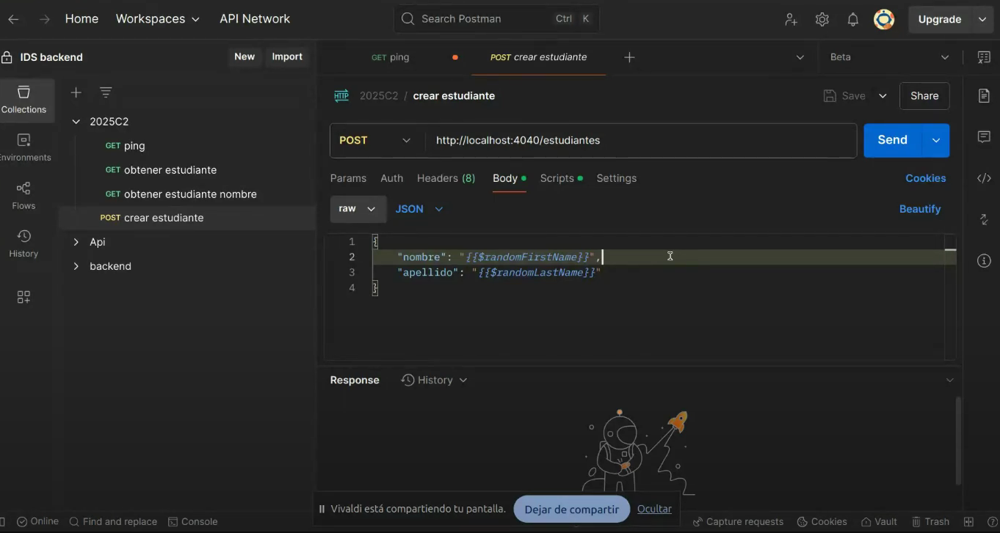 Home Workspaces API Network Search Postman Ctrl K Upgrade
IDS backend New Import GET ping POST crear estudiante Beta
Collections
2025C2 / crear estudiante Save Share
2025C2
POST http://localhost:4040/estudiantes Send
GET ping
Environments
GET obtener estudiante
Params Auth Headers (8) Body Scripts Settings Cookies
GET obtener estudiante nombre
Flows
raw JSON Beautify
POST crear estudiante
History
Api
backend
1 {
2 "nombre": "{{$randomFirstName}}",
3 "apellido": "{{$randomLastName}}"
4 }
Response History
Vivaldi está compartiendo tu pantalla. Dejar de compartir Ocultar
Online Find and replace Console Capture requests Cookies Vault Trash